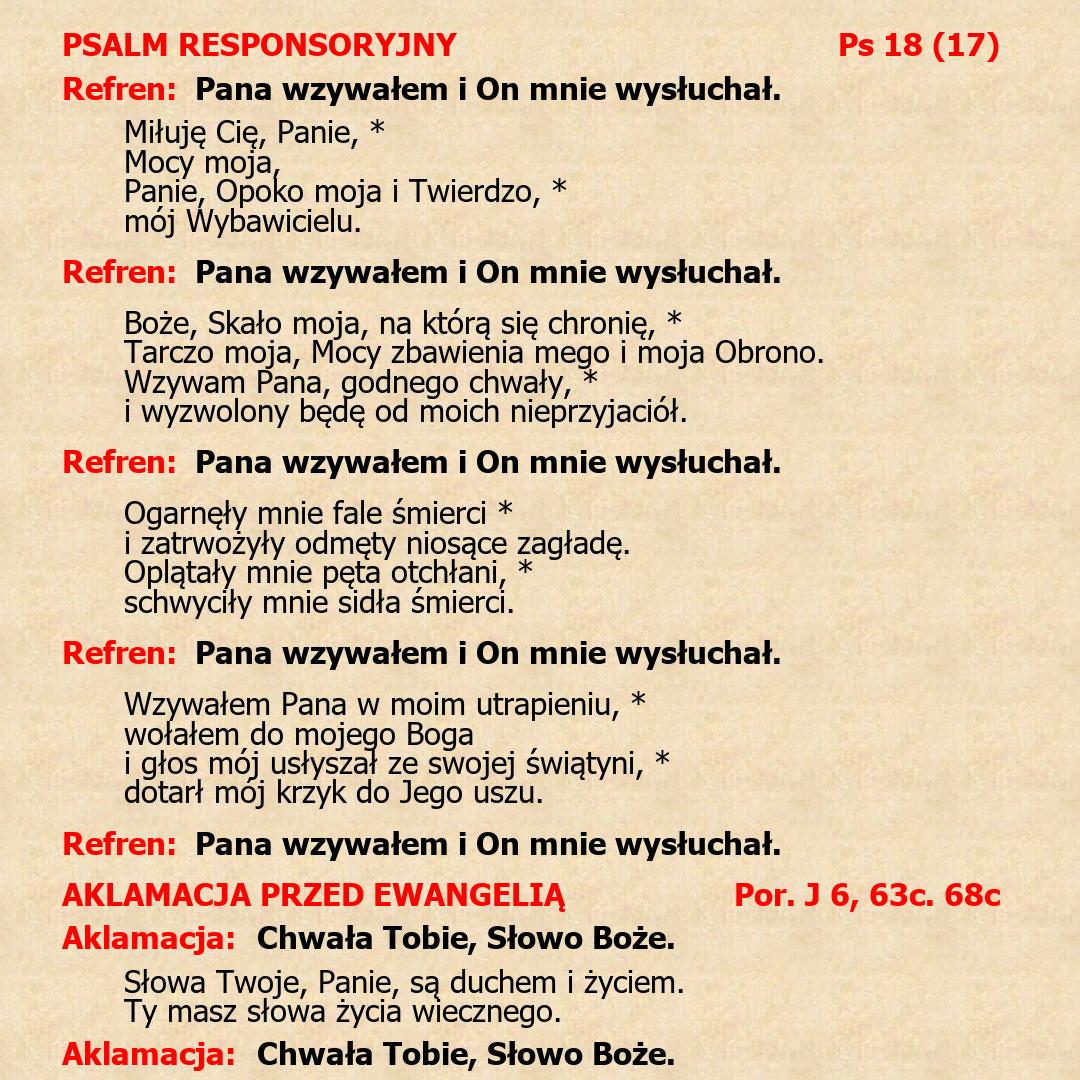 PSALM RESPONSORYJNY Ps 18 (17)
Refren: Pana wzywałem i On mnie wysłuchał.
Miłuję Cię, Panie, *
Mocy moja,
Panie, Opoko moja i Twierdzo, *
mój Wybawicielu.
Refren: Pana wzywałem i On mnie wysłuchał.
Boże, Skało moja, na którą się chronię, *
Tarczo moja, Mocy zbawienia mego i moja Obrono.
Wzywam Pana, godnego chwały, *
i wyzwolony będę od moich nieprzyjaciół.
Refren: Pana wzywałem i On mnie wysłuchał.
Ogarnęły mnie fale śmierci *
i zatrwożyły odmęty niosące zagładę.
Oplątały mnie pęta otchłani, *
schwyciły mnie sidła śmierci.
Refren: Pana wzywałem i On mnie wysłuchał.
Wzywałem Pana w moim utrapieniu, *
wołałem do mojego Boga
i głos mój usłyszał ze swojej świątyni, *
dotarł mój krzyk do Jego uszu.
Refren: Pana wzywałem i On mnie wysłuchał.
AKLAMACJA PRZED EWANGELIĄ Por. J 6, 63c. 68c
Aklamacja: Chwała Tobie, Słowo Boże.
Słowa Twoje, Panie, są duchem i życiem.
Ty masz słowa życia wiecznego.
Aklamacja: Chwała Tobie, Słowo Boże.